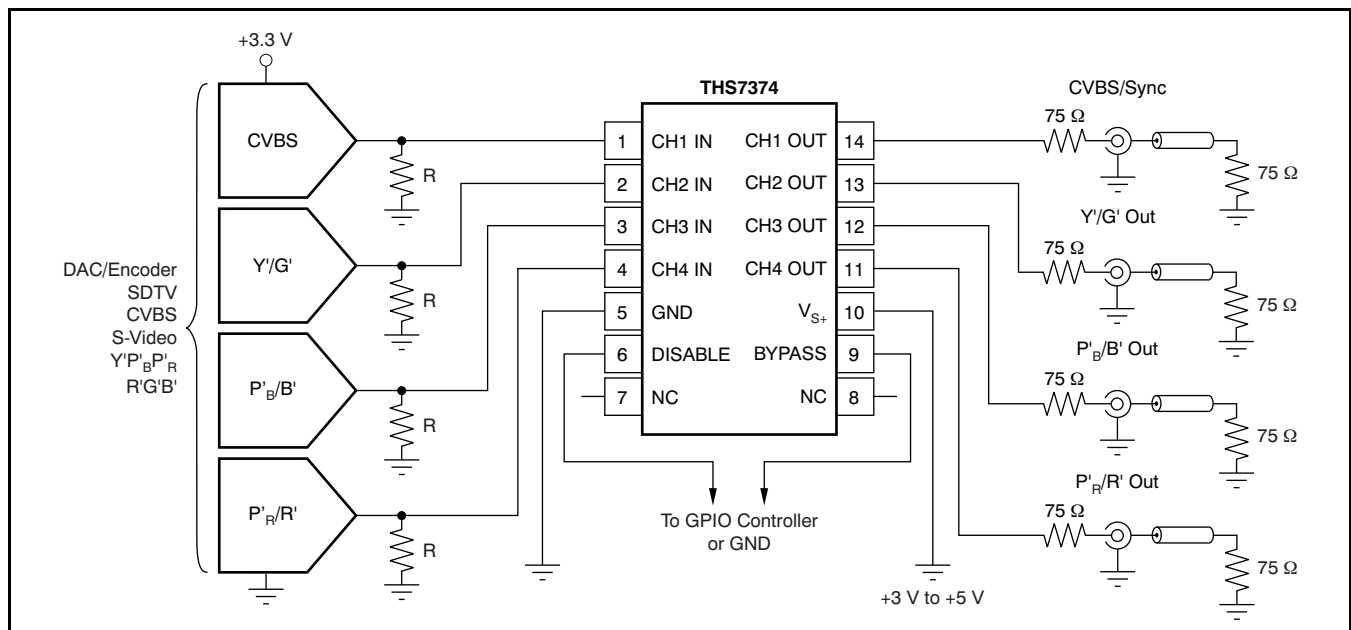 +3.3 V
THS7374
CVBS/Sync
CVBS
R
1 CH1 IN
CH1 OUT 14
75 Ω
75 Ω
2 CH2 IN
CH2 OUT 13
Y'/G' Out
Y'/G'
R
3 CH3 IN
CH3 OUT 12
75 Ω
75 Ω
4 CH4 IN
CH4 OUT 11
DAC/Encoder
SDTV
CVBS
S-Video
Y'P'BP'R
R'G'B'
5 GND
VS+ 10
6 DISABLE
BYPASS 9
7 NC
NC 8
P'B/B'
R
P'B/B' Out
75 Ω
75 Ω
P'R/R'
R
To GPIO Controller
or GND
P'R/R' Out
75 Ω
75 Ω
+3 V to +5 V